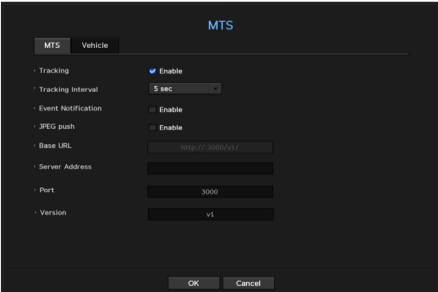 MTS
MTS Vehicle
Tracking Enable
Tracking Interval 5 sec
Event Notification Enable
JPEG push Enable
Base URL http://:3000/v1/
Server Address
Port 3000
Version v1
OK Cancel